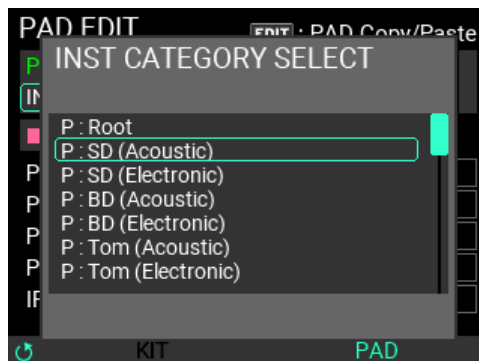 PAD EDIT
EDIT : PAD Copy/Paste
INST CATEGORY SELECT
P : Root
P : SD (Acoustic)
P : SD (Electronic)
P : BD (Acoustic)
P : BD (Electronic)
P : Tom (Acoustic)
P : Tom (Electronic)
KIT
PAD